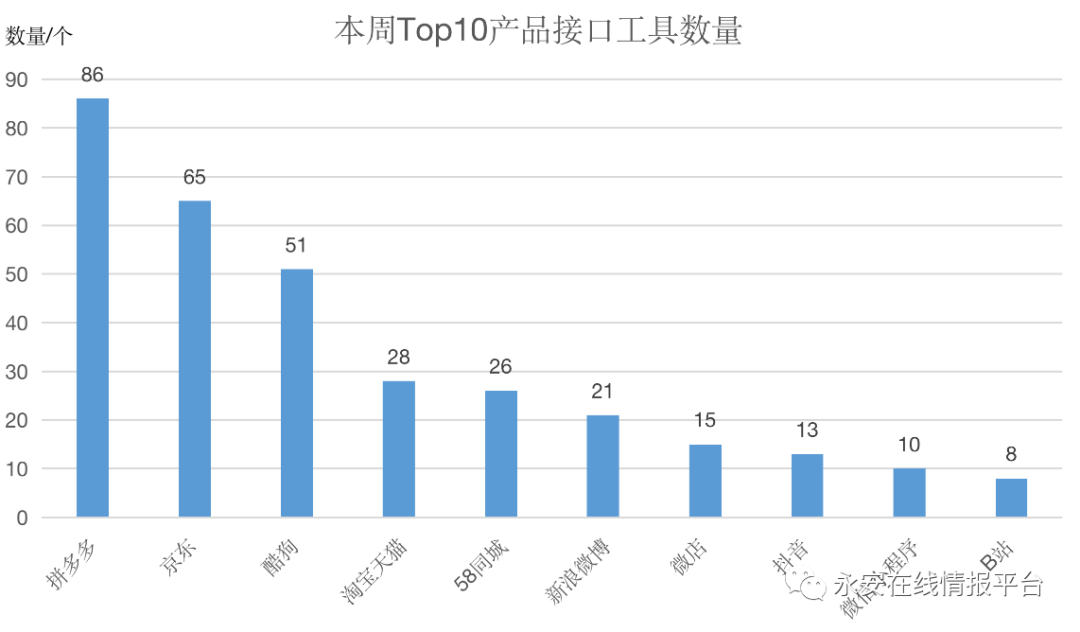 本周Top10产品接口工具数量
数量/个
90
80
70
60
50
40
30
20
10
0
86
65
51
28
26
21
15
13
10
8
拼多多
京东
酷狗
淘宝天猫
58同城
新浪微博
微店
抖音
微信小程序
B站
永安在线情报平台